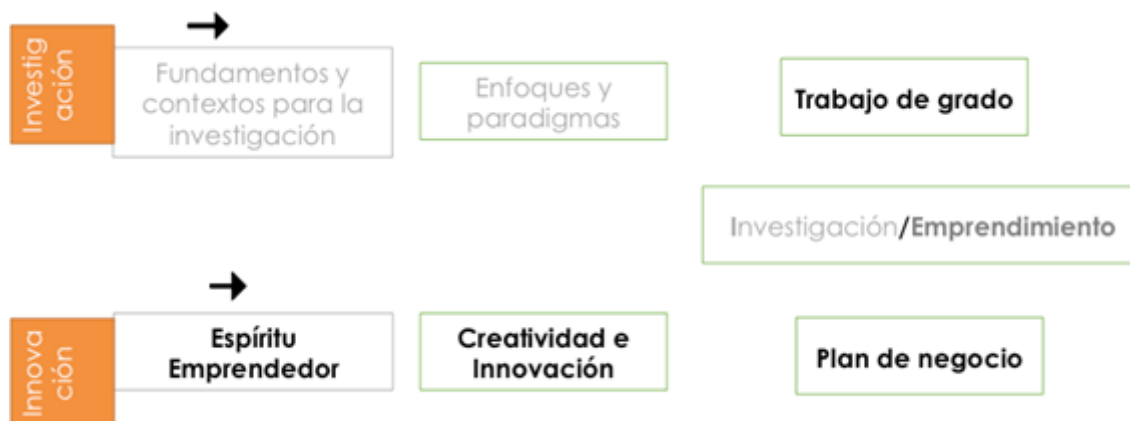 Investig
ación
Fundamentos y
contextos para la
investigación
Enfoques y
paradigmas
Trabajo de grado
Investigación/Emprendimiento
Innova
ción
Espíritu
Emprendedor
Creatividad e
Innovación
Plan de negocio